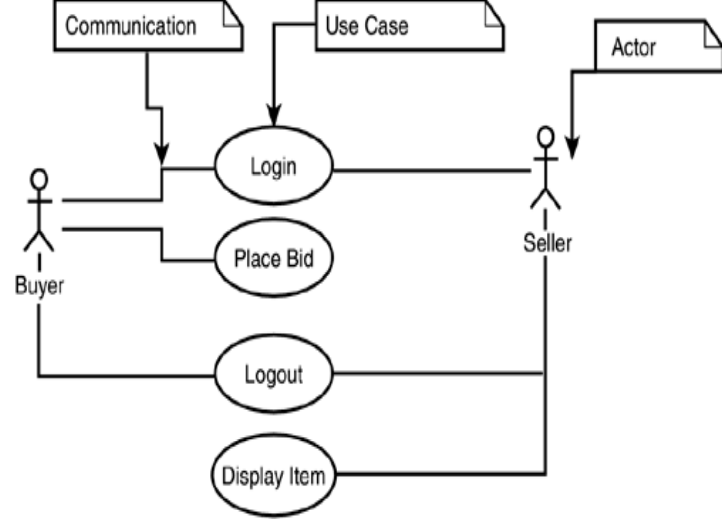 Communication
Use Case
Actor
Login
Place Bid
Seller
Buyer
Logout
Display Item